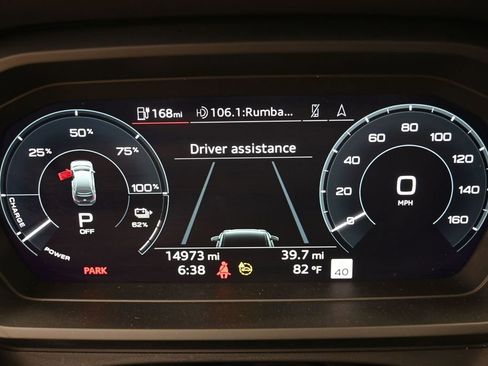 168mi
106.1:Rumba...
Driver assistance
25%
50%
75%
100%
CHARGE
POWER
P
OFF
62%
PARK
14973 mi
39.7 mi
6:38
82 °F
40
0
20
40
60
80
100
120
140
160
0
MPH